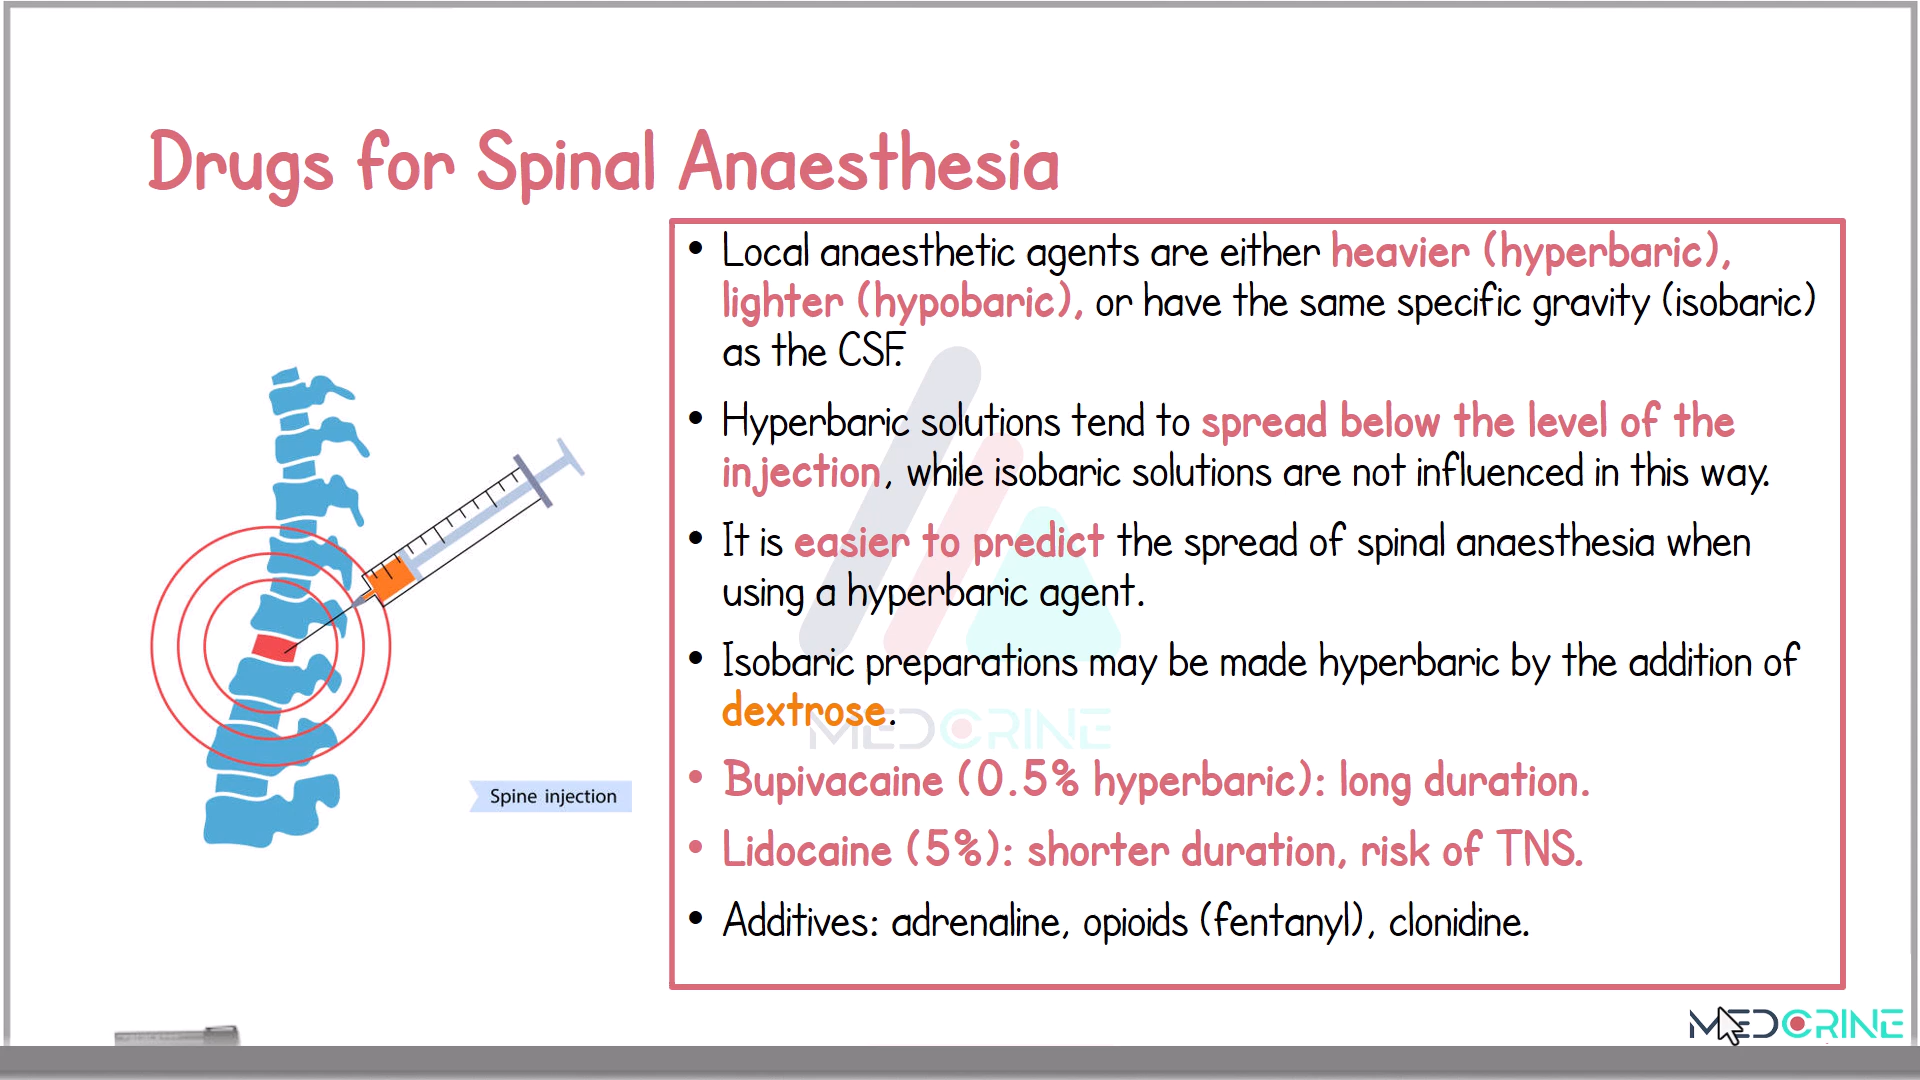 Drugs for Spinal Anaesthesia
• Local anaesthetic agents are either heavier (hyperbaric),
lighter (hypobaric), or have the same specific gravity (isobaric)
as the CSF.
• Hyperbaric solutions tend to spread below the level of the
injection, while isobaric solutions are not influenced in this way.
• It is easier to predict the spread of spinal anaesthesia when
using a hyperbaric agent.
• Isobaric preparations may be made hyperbaric by the addition of
dextrose.
• Bupivacaine (0.5% hyperbaric): long duration.
• Lidocaine (5%): shorter duration, risk of TNS.
• Additives: adrenaline, opioids (fentanyl), clonidine.
Spine injection
MEDCRINE
MEDCRINE